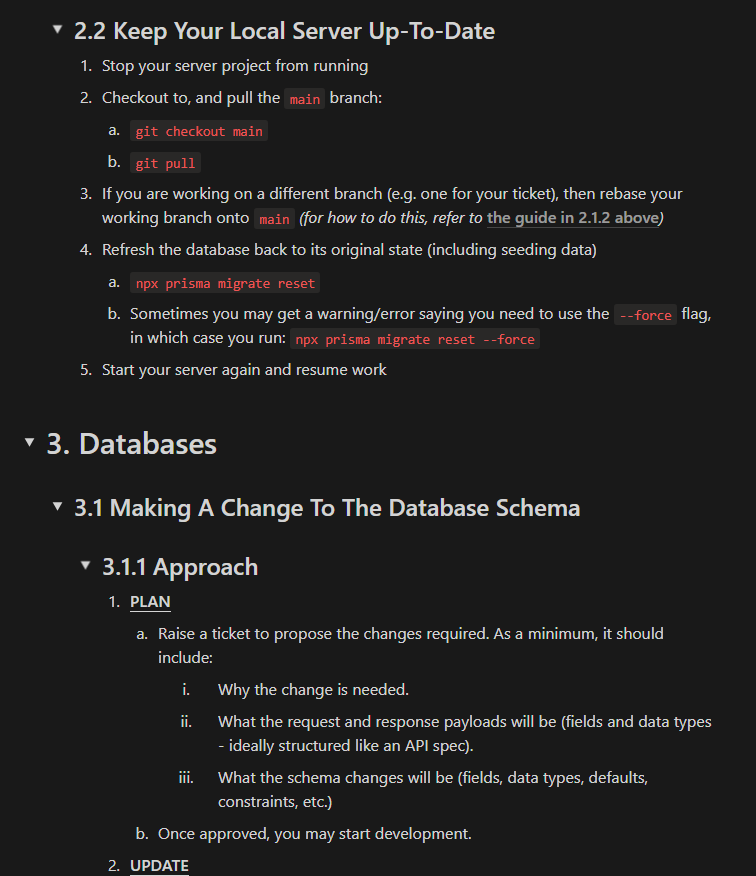 2.2 Keep Your Local Server Up-To-Date
1. Stop your server project from running
2. Checkout to, and pull the main branch:
a. git checkout main
b. git pull
3. If you are working on a different branch (e.g. one for your ticket), then rebase your
working branch onto main (for how to do this, refer to the guide in 2.1.2 above)
4. Refresh the database back to its original state (including seeding data)
a. npx prisma migrate reset
b. Sometimes you may get a warning/error saying you need to use the --force flag,
in which case you run: npx prisma migrate reset --force
5. Start your server again and resume work
3. Databases
3.1 Making A Change To The Database Schema
3.1.1 Approach
1. PLAN
a. Raise a ticket to propose the changes required. As a minimum, it should
include:
i. Why the change is needed.
ii. What the request and response payloads will be (fields and data types
- ideally structured like an API spec).
iii. What the schema changes will be (fields, data types, defaults,
constraints, etc.)
b. Once approved, you may start development.
2. UPDATE